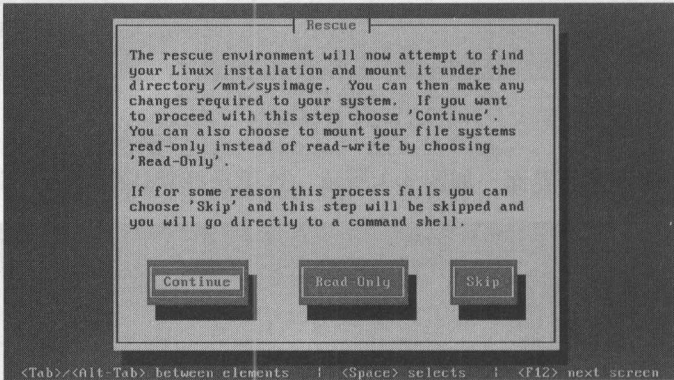 Rescue
The rescue environment will now attempt to find
your Linux installation and mount it under the
directory /mnt/sysimage.  You can then make any
changes required to your system.  If you want
to proceed with this step choose 'Continue'.
You can also choose to mount your file systems
read-only instead of read-write by choosing
'Read-Only'.
If for some reason this process fails you can
choose 'Skip' and this step will be skipped and
you will go directly to a command shell.
Continue Read-Only Skip
<Tab>/<Alt-Tab> between elements | <Space> selects | <F12> next screen